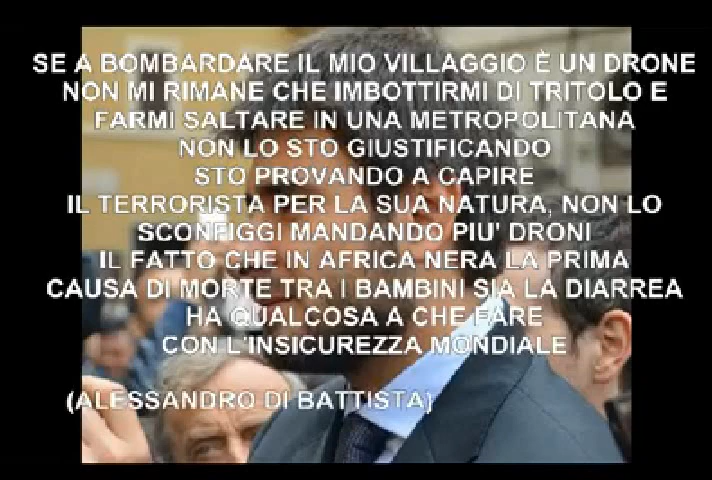 SE A BOMBARDARE IL MIO VILLAGGIO È UN DRONE
NON MI RIMANE CHE IMBOTTIRMI DI TRITOLO E
FARMI SALTARE IN UNA METROPOLITANA
NON LO STO GIUSTIFICANDO
STO PROVANDO A CAPIRE
IL TERRORISTA PER LA SUA NATURA, NON LO
SCONFIGGI MANDANDO PIU' DRONI
IL FATTO CHE IN AFRICA NERA LA PRIMA
CAUSA DI MORTE TRA I BAMBINI SIA LA DIARREA
HA QUALCOSA A CHE FARE
CON L'INSICUREZZA MONDIALE
(ALESSANDRO DI BATTISTA)